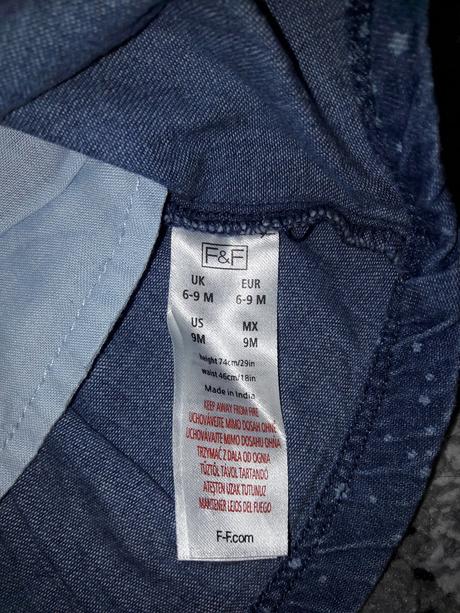 F&F
UK EUR
6-9 M 6-9 M
US MX
9M 9M
height 74cm/29in
waist 46cm/18in
Made in India
KEEP AWAY FROM FIRE
UCHOVÁVEJTE MIMO DOSAH OHNĚ
UCHOVÁVAJTE MIMO DOSAHU OHŇA
TRZYMAĆ Z DALA OD OGNIA
TŰZTŐL TÁVOL TARTANDÓ
ATEŞTEN UZAK TUTUNUZ
MANTENER LEJOS DEL FUEGO
F-F.com